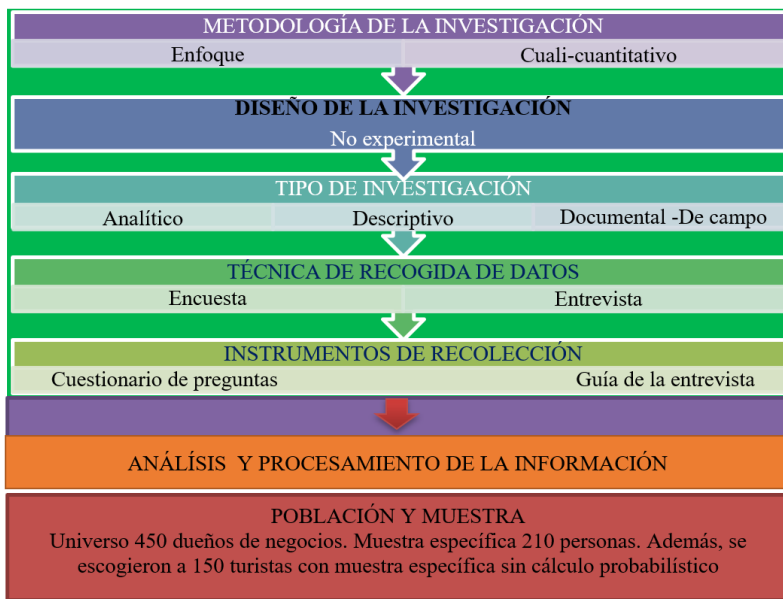 METODOLOGÍA DE LA INVESTIGACIÓN
Enfoque Cuali-cuantitativo
DISEÑO DE LA INVESTIGACIÓN
No experimental
TIPO DE INVESTIGACIÓN
Analítico Descriptivo Documental -De campo
TÉCNICA DE RECOGIDA DE DATOS
Encuesta Entrevista
INSTRUMENTOS DE RECOLECCIÓN
Cuestionario de preguntas Guía de la entrevista
ANÁLÍSIS Y PROCESAMIENTO DE LA INFORMACIÓN
POBLACIÓN Y MUESTRA
Universo 450 dueños de negocios. Muestra específica 210 personas. Además, se
escogieron a 150 turistas con muestra específica sin cálculo probabilístico